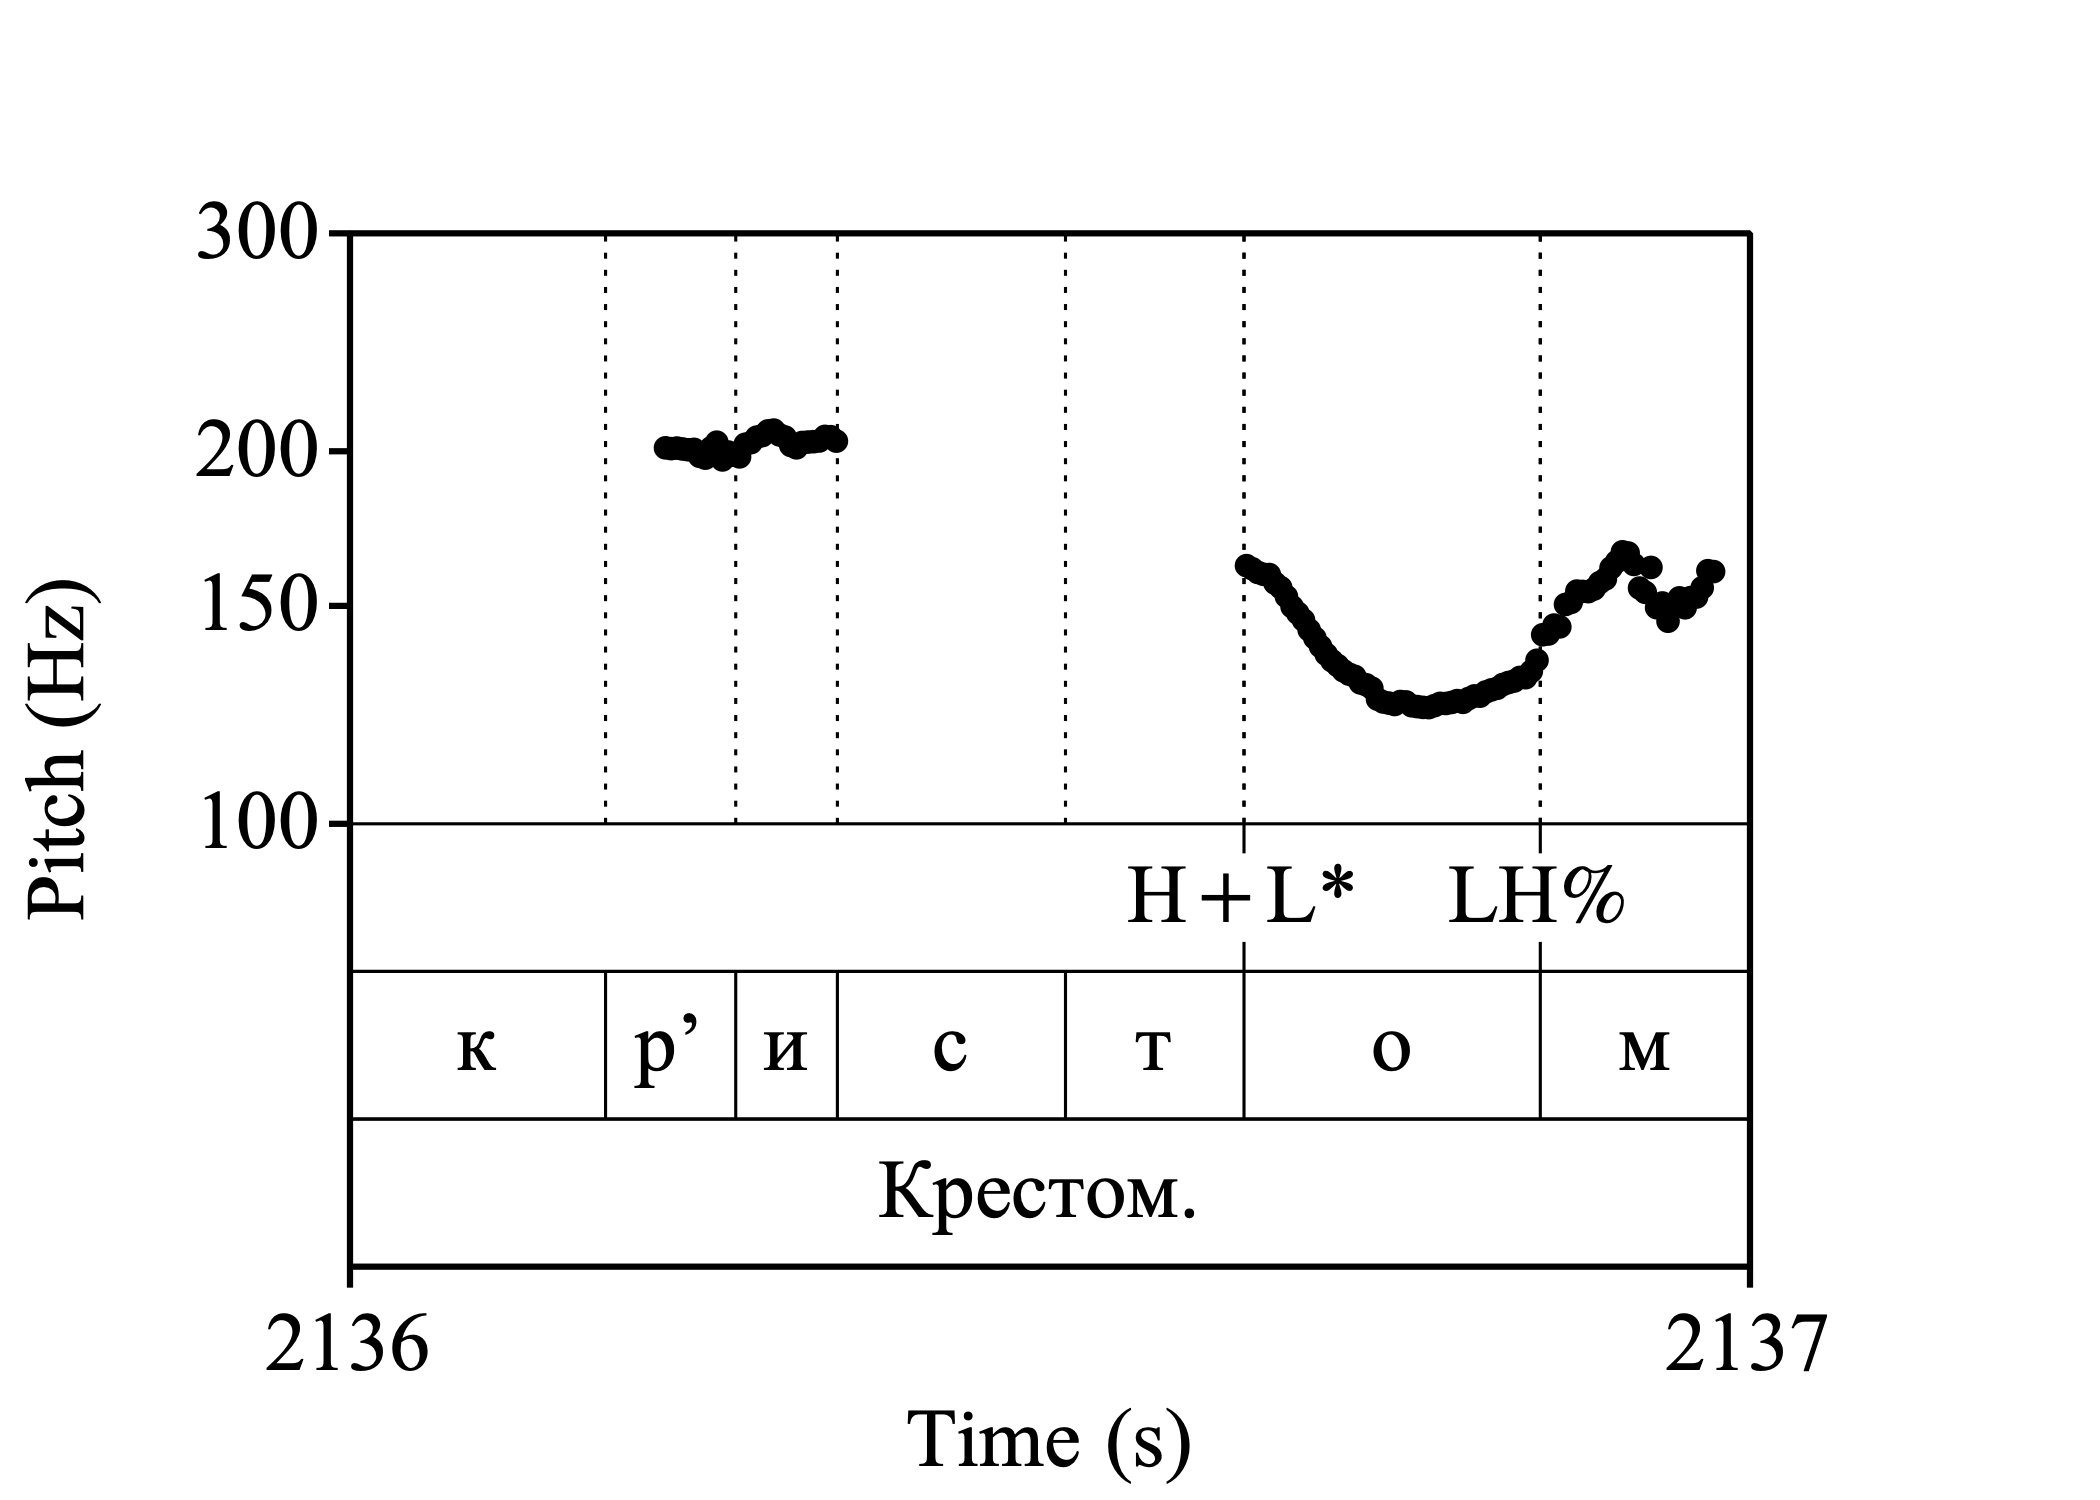 300
200
150
100
Pitch (Hz)
H+L* LH%
к р’ и с т о м
Крестом.
2136 2137
Time (s)